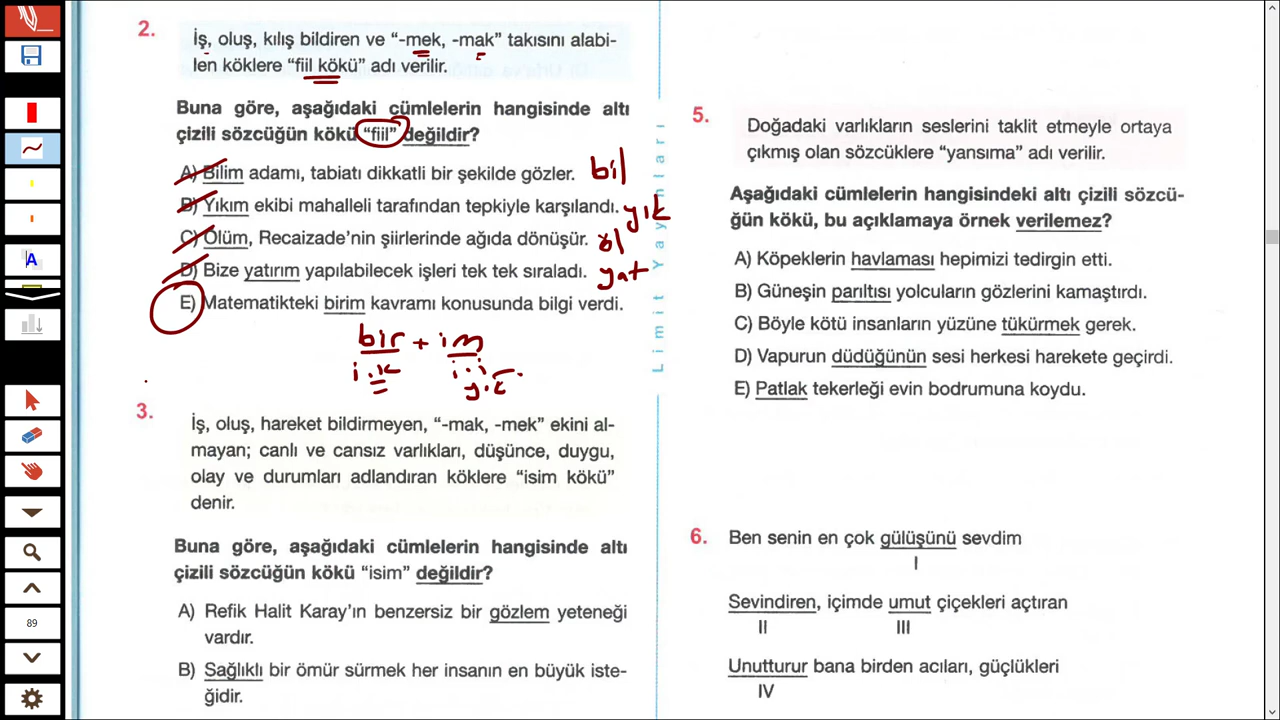 2.
İş, oluş, kılış bildiren ve “-mek, -mak” takısını alabi-
len köklere “fiil kökü” adı verilir.
Buna göre, aşağıdaki cümlelerin hangisinde altı
çizili sözcüğün kökü “fiil” değildir?
A) Bilim adamı, tabiatı dikkatli bir şekilde gözler. bil
B) Yıkım ekibi mahalleli tarafından tepkiyle karşılandı. yık
C) Ölüm, Recaizade’nin şiirlerinde ağıda dönüşür. öl
D) Bize yatırım yapılabilecek işleri tek tek sıraladı. yat
E) Matematikteki birim kavramı konusunda bilgi verdi.
bir + im
i.k i.i
y.k
3.
İş, oluş, hareket bildirmeyen, “-mak, -mek” ekini al-
mayan; canlı ve cansız varlıkları, düşünce, duygu,
olay ve durumları adlandıran köklere “isim kökü”
denir.
Buna göre, aşağıdaki cümlelerin hangisinde altı
çizili sözcüğün kökü “isim” değildir?
A) Refik Halit Karay’ın benzersiz bir gözlem yeteneği
vardır.
B) Sağlıklı bir ömür sürmek her insanın en büyük iste-
ğidir.
Limit Yayınları
5.
Doğadaki varlıkların seslerini taklit etmeyle ortaya
çıkmış olan sözcüklere “yansıma” adı verilir.
Aşağıdaki cümlelerin hangisindeki altı çizili sözcü-
ğün kökü, bu açıklamaya örnek verilemez?
A) Köpeklerin havlaması hepimizi tedirgin etti.
B) Güneşin parıltısı yolcuların gözlerini kamaştırdı.
C) Böyle kötü insanların yüzüne tükürmek gerek.
D) Vapurun düdüğünün sesi herkesi harekete geçirdi.
E) Patlak tekerleği evin bodrumuna koydu.
6.
Ben senin en çok gülüşünü sevdim
I
Sevindiren, içimde umut çiçekleri açtıran
II III
Unutturur bana birden acıları, güçlükleri
IV
A
89